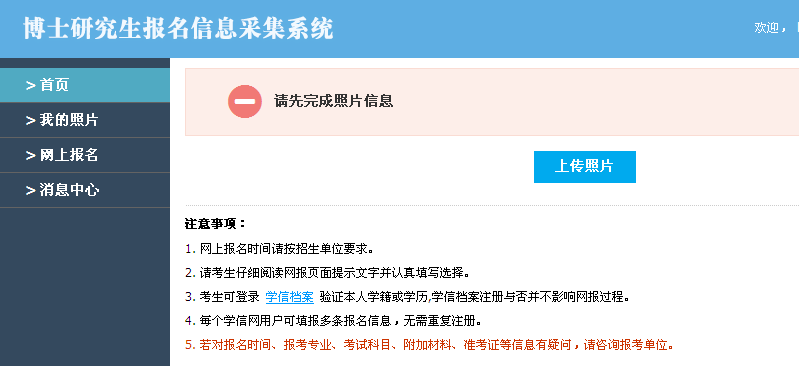 博士研究生报名信息采集系统
欢迎，
> 首页
> 我的照片
> 网上报名
> 消息中心
请先完成照片信息
上传照片
注意事项：
1. 网上报名时间请按招生单位要求。
2. 请考生仔细阅读网报页面提示文字并认真填写选择。
3. 考生可登录 学信档案 验证本人学籍或学历,学信档案注册与否并不影响网报过程。
4. 每个学信网用户可填报多条报名信息，无需重复注册。
5. 若对报名时间、报考专业、考试科目、附加材料、准考证等信息有疑问，请咨询报考单位。